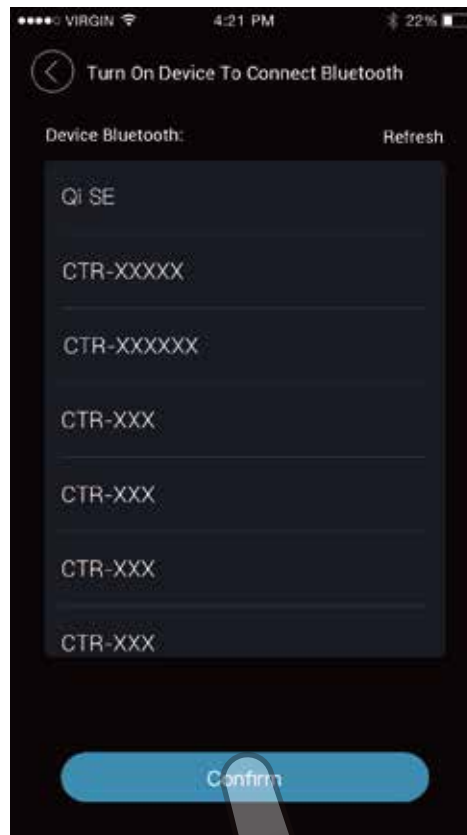 VIRGIN 4:21 PM 22%
Turn On Device To Connect Bluetooth
Device Bluetooth: Refresh
Qi SE
CTR-XXXXX
CTR-XXXXXX
CTR-XXX
CTR-XXX
CTR-XXX
CTR-XXX
Confirm